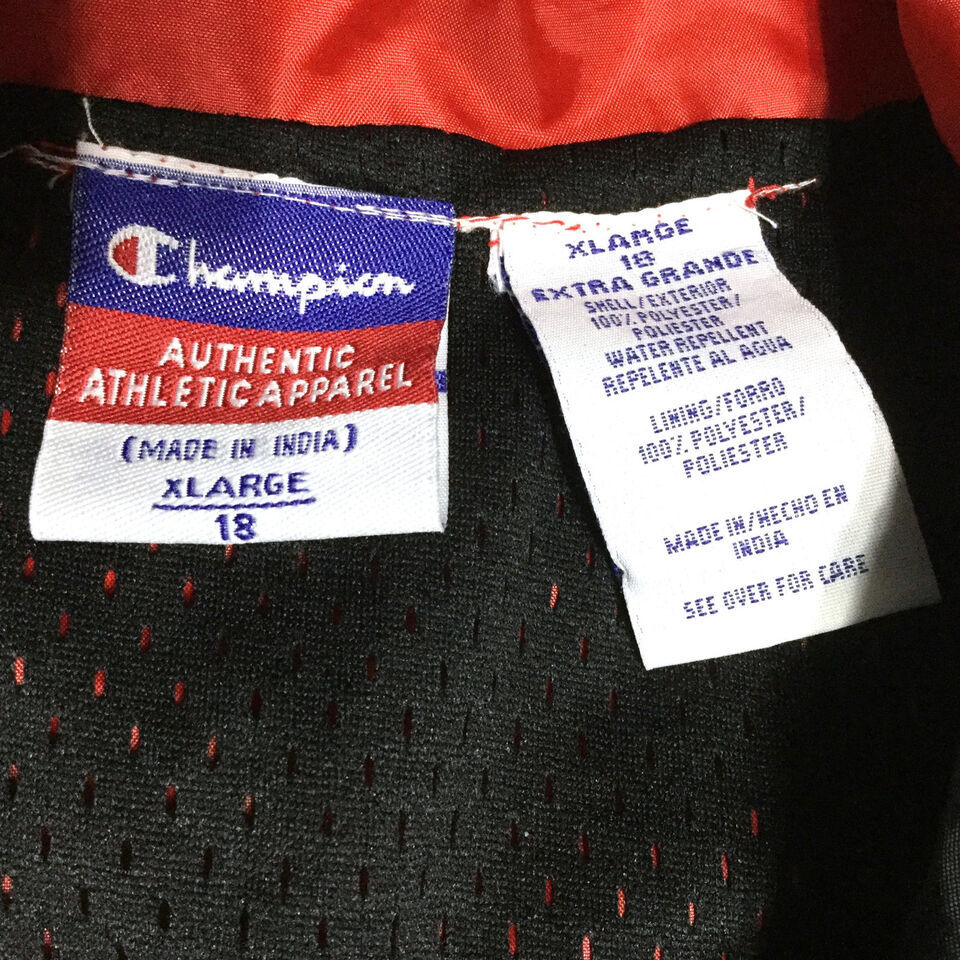 Champion
AUTHENTIC
ATHLETIC APPAREL
(MADE IN INDIA)
XLARGE
18
XLARGE
18
EXTRA GRANDE
SHELL/EXTERIOR
100% POLYESTER/
POLIESTER
WATER REPELLENT
REPELENTE AL AGUA
LINING/FORRO
100% POLYESTER/
POLIESTER
MADE IN/HECHO EN
INDIA
SEE OVER FOR CARE